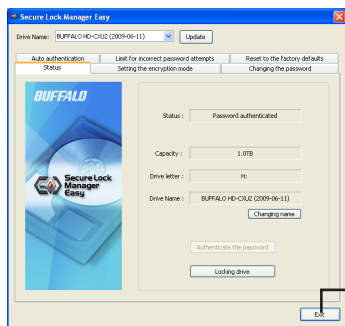 Secure Lock Manager Easy
Drive Name: BUFFALO HD-CXU2 (2009-06-11) Update
Auto authentication Limit for incorrect password attempts Reset to the factory defaults
Status Setting the encryption mode Changing the password
BUFFALO
Secure Lock
Manager
Easy
Status : Password authenticated
Capacity : 1.0TB
Drive letter : H:
Drive Name : BUFFALO HD-CXU2 (2009-06-11)
Changing name
Authenticate the password
Locking drive
Exit